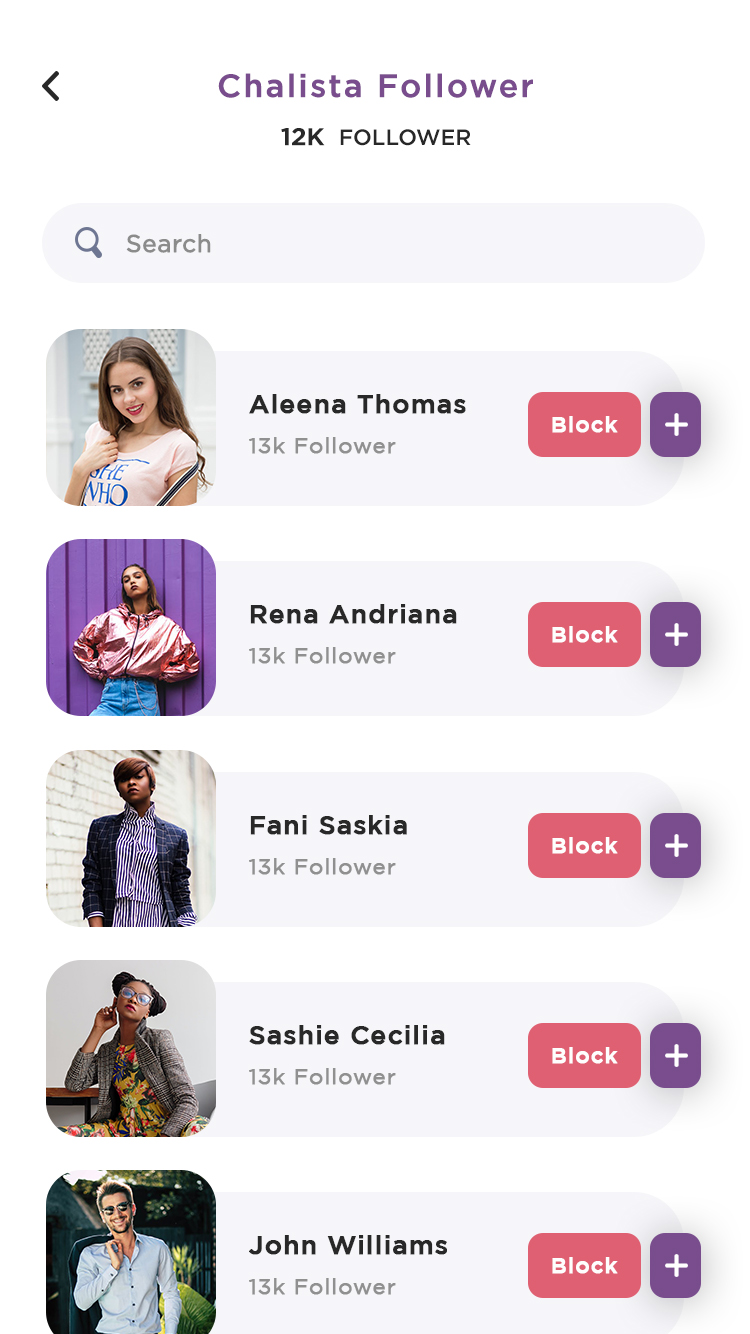 Chalista Follower
12K FOLLOWER
Search
Aleena Thomas
13k Follower
Block
+
SHE
WHO
Rena Andriana
13k Follower
Block
+
Fani Saskia
13k Follower
Block
+
Sashie Cecilia
13k Follower
Block
+
John Williams
13k Follower
Block
+